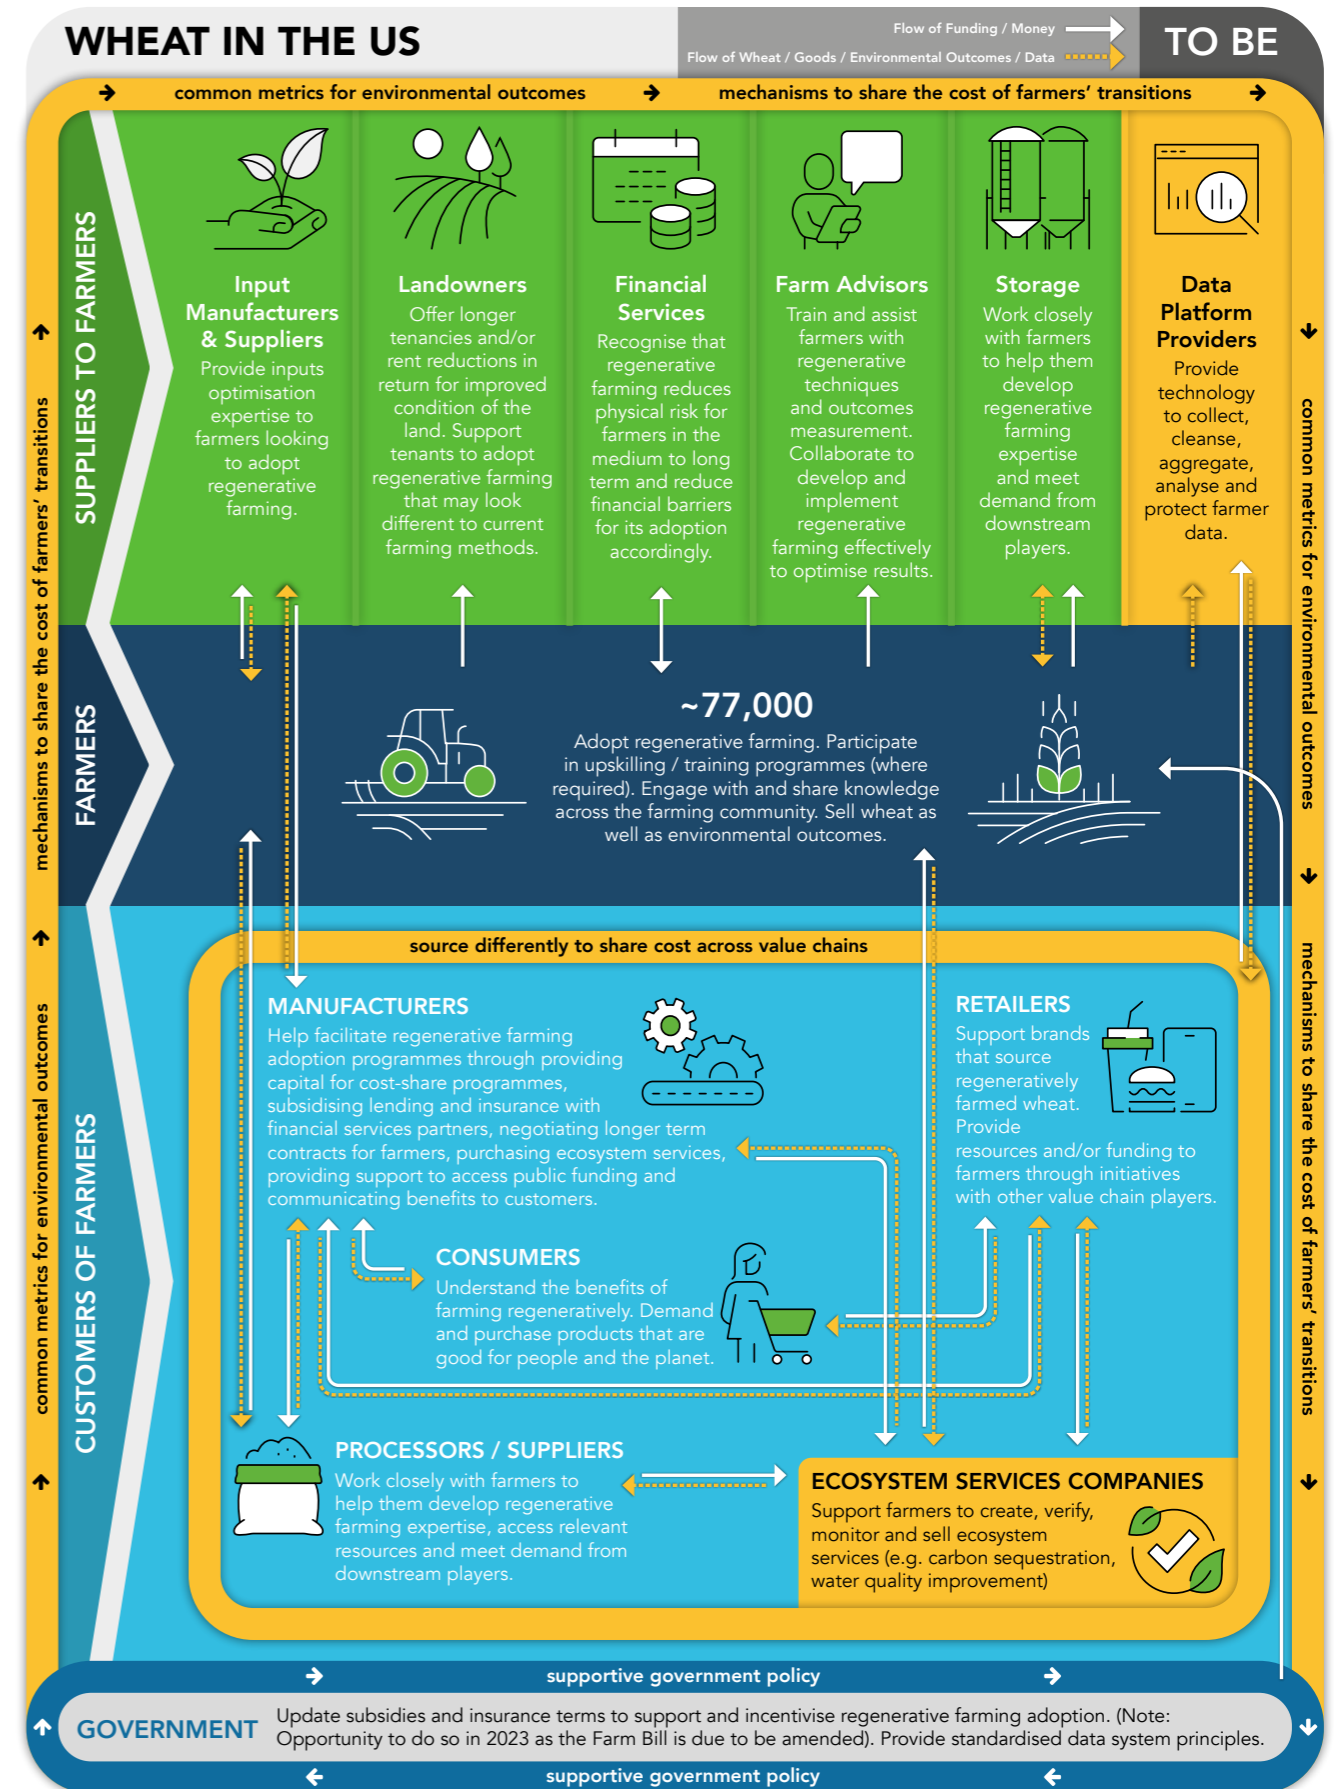 WHEAT IN THE US
Flow of Funding / Money
Flow of Wheat / Goods / Environmental Outcomes / Data
TO BE
common metrics for environmental outcomes
mechanisms to share the cost of farmers' transitions
SUPPLIERS TO FARMERS
Input
Manufacturers
& Suppliers
Provide inputs
optimisation
expertise to
farmers looking
to adopt
regenerative
farming.
Landowners
Offer longer
tenancies and/or
rent reductions in
return for improved
condition of the
land. Support
tenants to adopt
regenerative farming
that may look
different to current
farming methods.
Financial
Services
Recognise that
regenerative
farming reduces
physical risk for
farmers in the
medium to long
term and reduce
financial barriers
for its adoption
accordingly.
Farm Advisors
Train and assist
farmers with
regenerative
techniques
and outcomes
measurement.
Collaborate to
develop and
implement
regenerative
farming effectively
to optimise results.
Storage
Work closely
with farmers
to help them
develop
regenerative
farming
expertise
and meet
demand from
downstream
players.
Data
Platform
Providers
Provide
technology
to collect,
cleanse,
aggregate,
analyse and
protect farmer
data.
mechanisms to share the cost of farmers' transitions
common metrics for environmental outcomes
FARMERS
~77,000
Adopt regenerative farming. Participate
in upskilling / training programmes (where
required). Engage with and share knowledge
across the farming community. Sell wheat as
well as environmental outcomes.
CUSTOMERS OF FARMERS
source differently to share cost across value chains
MANUFACTURERS
Help facilitate regenerative farming
adoption programmes through providing
capital for cost-share programmes,
subsidising lending and insurance with
financial services partners, negotiating longer term
contracts for farmers, purchasing ecosystem services,
providing support to access public funding and
communicating benefits to customers.
RETAILERS
Support brands
that source
regeneratively
farmed wheat.
Provide
resources and/or funding to
farmers through initiatives
with other value chain players.
common metrics for environmental outcomes
mechanisms to share the cost of farmers' transitions
CONSUMERS
Understand the benefits of
farming regeneratively. Demand
and purchase products that are
good for people and the planet.
PROCESSORS / SUPPLIERS
Work closely with farmers to
help them develop regenerative
farming expertise, access relevant
resources and meet demand from
downstream players.
ECOSYSTEM SERVICES COMPANIES
Support farmers to create, verify,
monitor and sell ecosystem
services (e.g. carbon sequestration,
water quality improvement)
supportive government policy
GOVERNMENT
Update subsidies and insurance terms to support and incentivise regenerative farming adoption. (Note:
Opportunity to do so in 2023 as the Farm Bill is due to be amended). Provide standardised data system principles.
supportive government policy